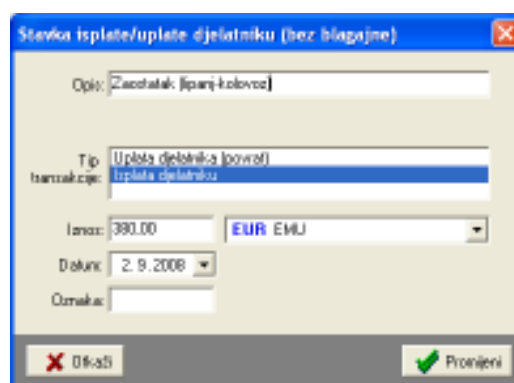 Stavka isplate/uplate djelatniku (bez blagajne)
Opis: Zaostatak (lipanj-kolovoz)
Tip transakcije:
Uplata djelatnika (povrat)
Isplata djelatniku
Iznos: 380.00 EUR EMU
Datum: 2. 9. 2008
Oznaka:
Otkaži Promijeni